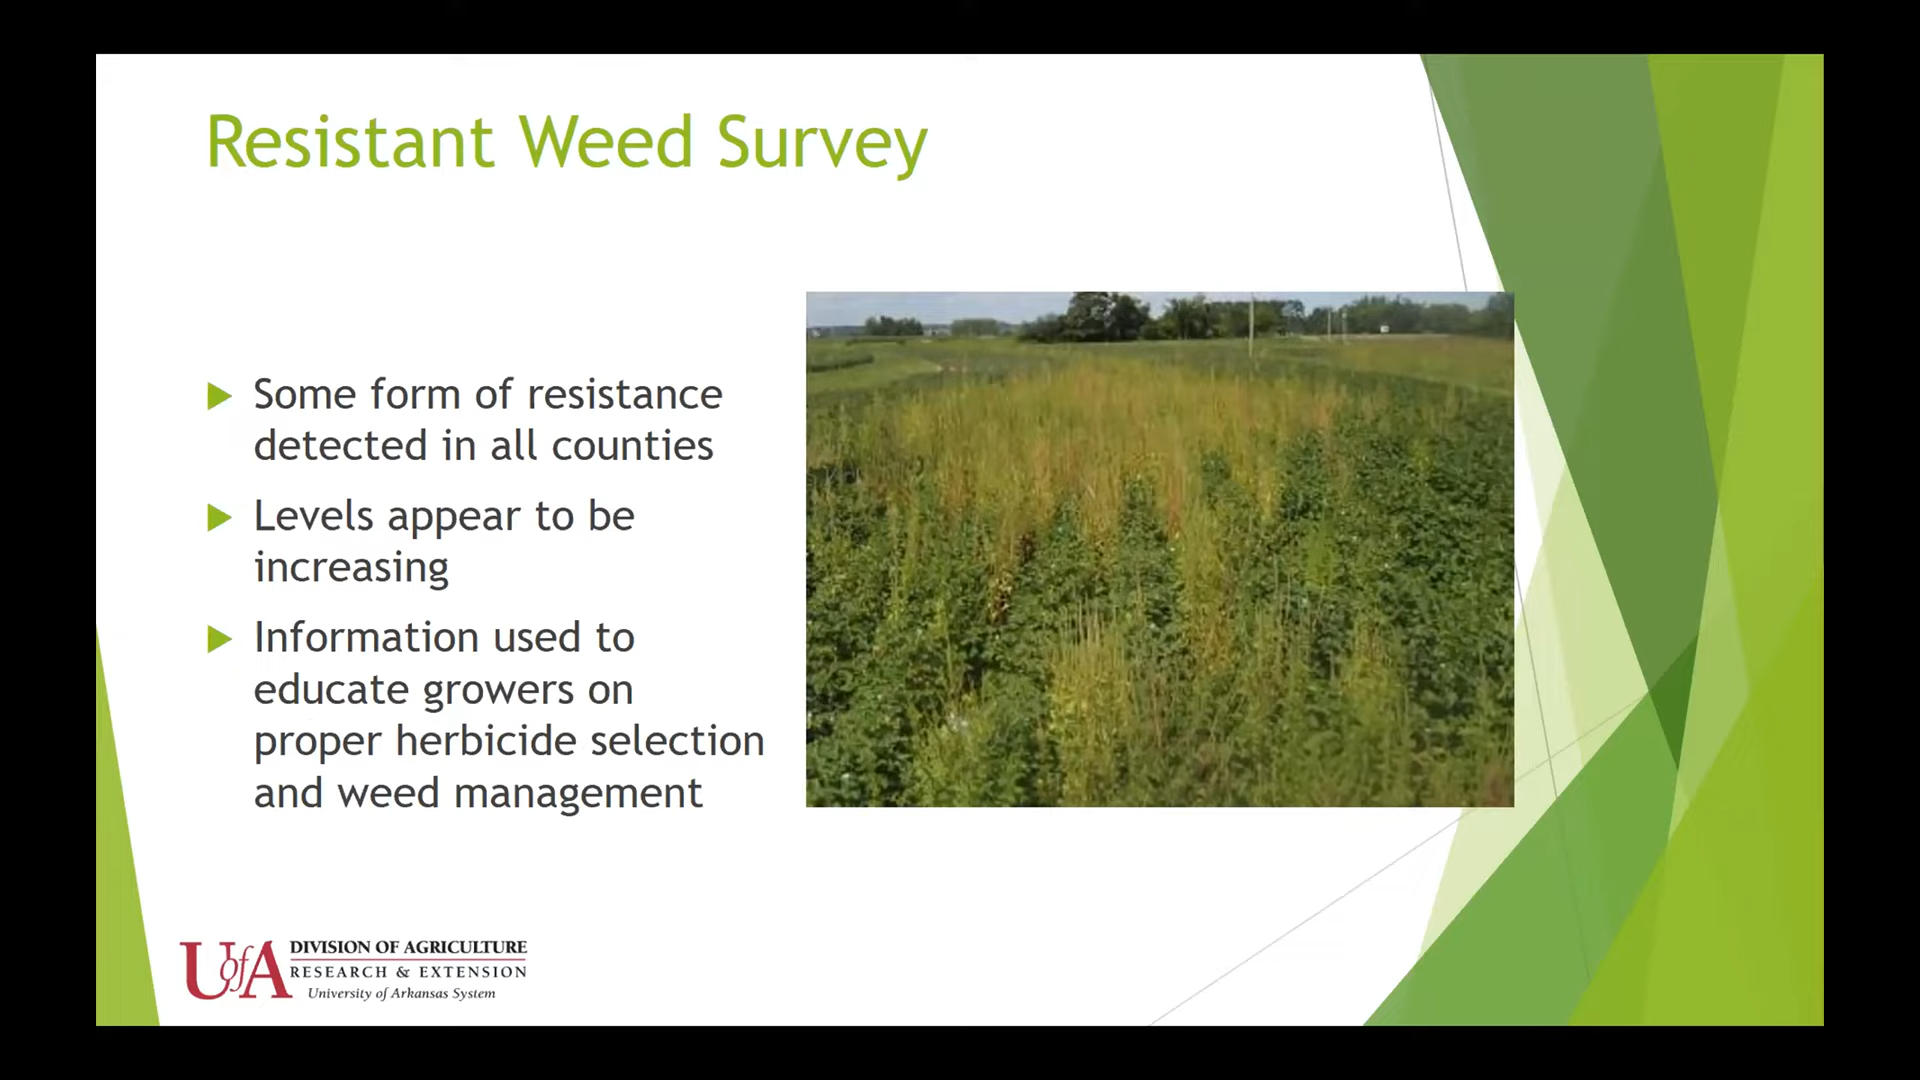 Resistant Weed Survey
Some form of resistance
detected in all counties
Levels appear to be
increasing
Information used to
educate growers on
proper herbicide selection
and weed management
UofA
DIVISION OF AGRICULTURE
RESEARCH & EXTENSION
University of Arkansas System